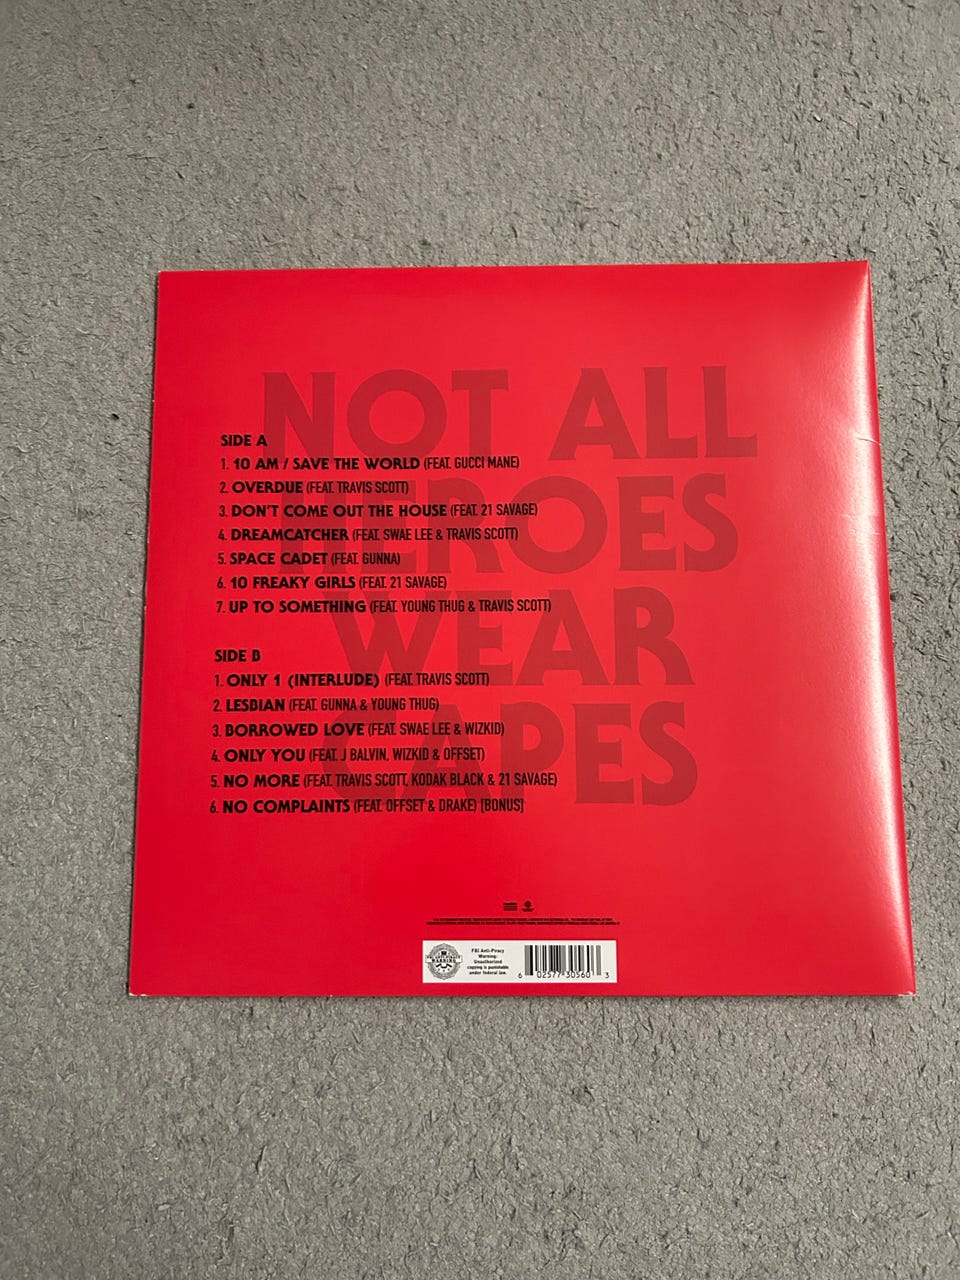 NOT ALL
HEROES
WEAR
CAPES
SIDE A
1. 10 AM / SAVE THE WORLD (FEAT. GUCCI MANE)
2. OVERDUE (FEAT. TRAVIS SCOTT)
3. DON'T COME OUT THE HOUSE (FEAT. 21 SAVAGE)
4. DREAMCATCHER (FEAT. SWAE LEE & TRAVIS SCOTT)
5. SPACE CADET (FEAT. GUNNA)
6. 10 FREAKY GIRLS (FEAT. 21 SAVAGE)
7. UP TO SOMETHING (FEAT. YOUNG THUG & TRAVIS SCOTT)
SIDE B
1. ONLY 1 (INTERLUDE) (FEAT. TRAVIS SCOTT)
2. LESBIAN (FEAT. GUNNA & YOUNG THUG)
3. BORROWED LOVE (FEAT. SWAE LEE & WIZKID)
4. ONLY YOU (FEAT. J BALVIN, WIZKID & OFFSET)
5. NO MORE (FEAT. TRAVIS SCOTT, KODAK BLACK & 21 SAVAGE)
6. NO COMPLAINTS (FEAT. OFFSET & DRAKE) [BONUS]
FBI ANTI-PIRACY
WARNING
FBI Anti-Piracy
Warning:
Unauthorized
copying is punishable
under federal law.
6 02577 30560 3